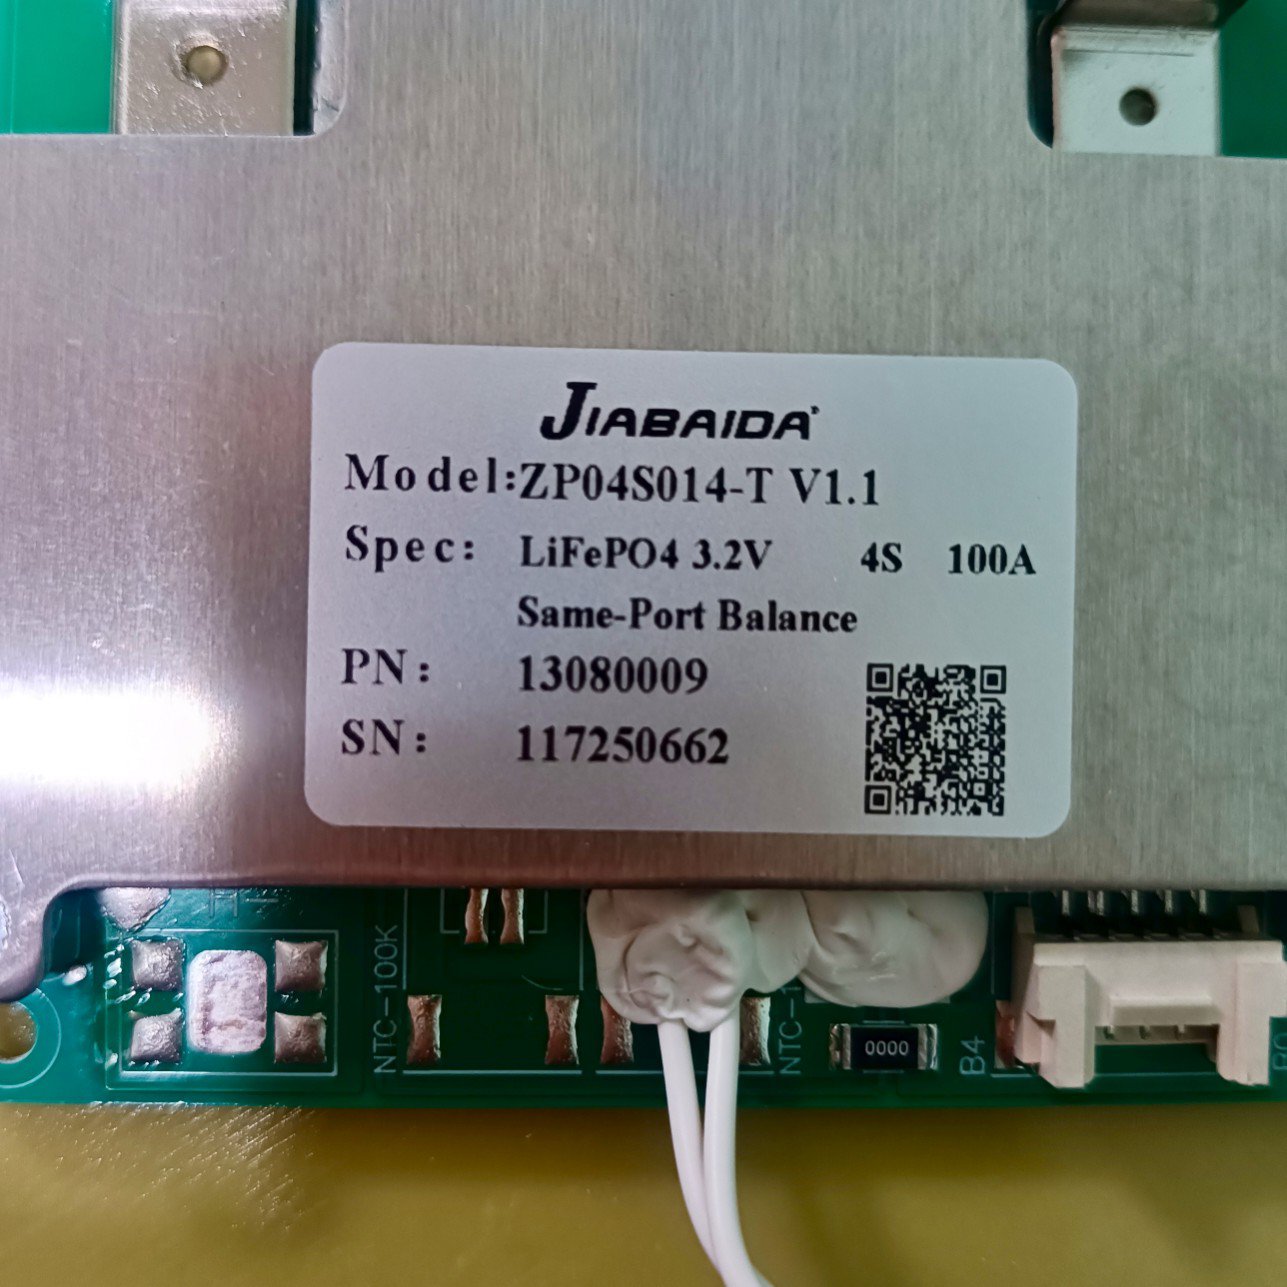 JIABAIDA
Model:ZP04S014-T V1.1
Spec: LiFePO4 3.2V 4S 100A
Same-Port Balance
PN: 13080009
SN: 117250662
NTC-100K
NTC-
0000
B4